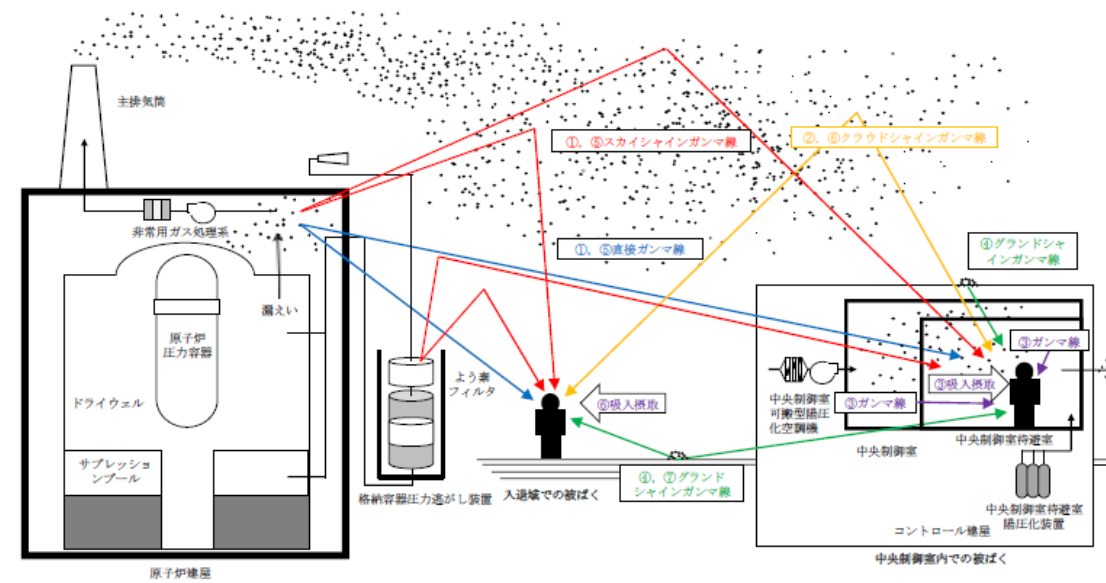 主排気筒
①，⑤スカイシャインガンマ線
②，⑥クラウドシャインガンマ線
非常用ガス処理系
①，⑤直接ガンマ線
④グランドシャ
インガンマ線
漏えい
原子炉
圧力容器
③ガンマ線
よう素
フィルタ
ドライウェル
③吸入摂取
⑥吸入摂取
③ガンマ線
中央制御室
可搬型陽圧
化空調機
中央制御室
中央制御室待避室
サプレッショ
ンプール
④，⑦グランド
シャインガンマ線
格納容器圧力逃がし装置
入退域での被ばく
中央制御室待避室
陽圧化装置
コントロール建屋
中央制御室内での被ばく
原子炉建屋